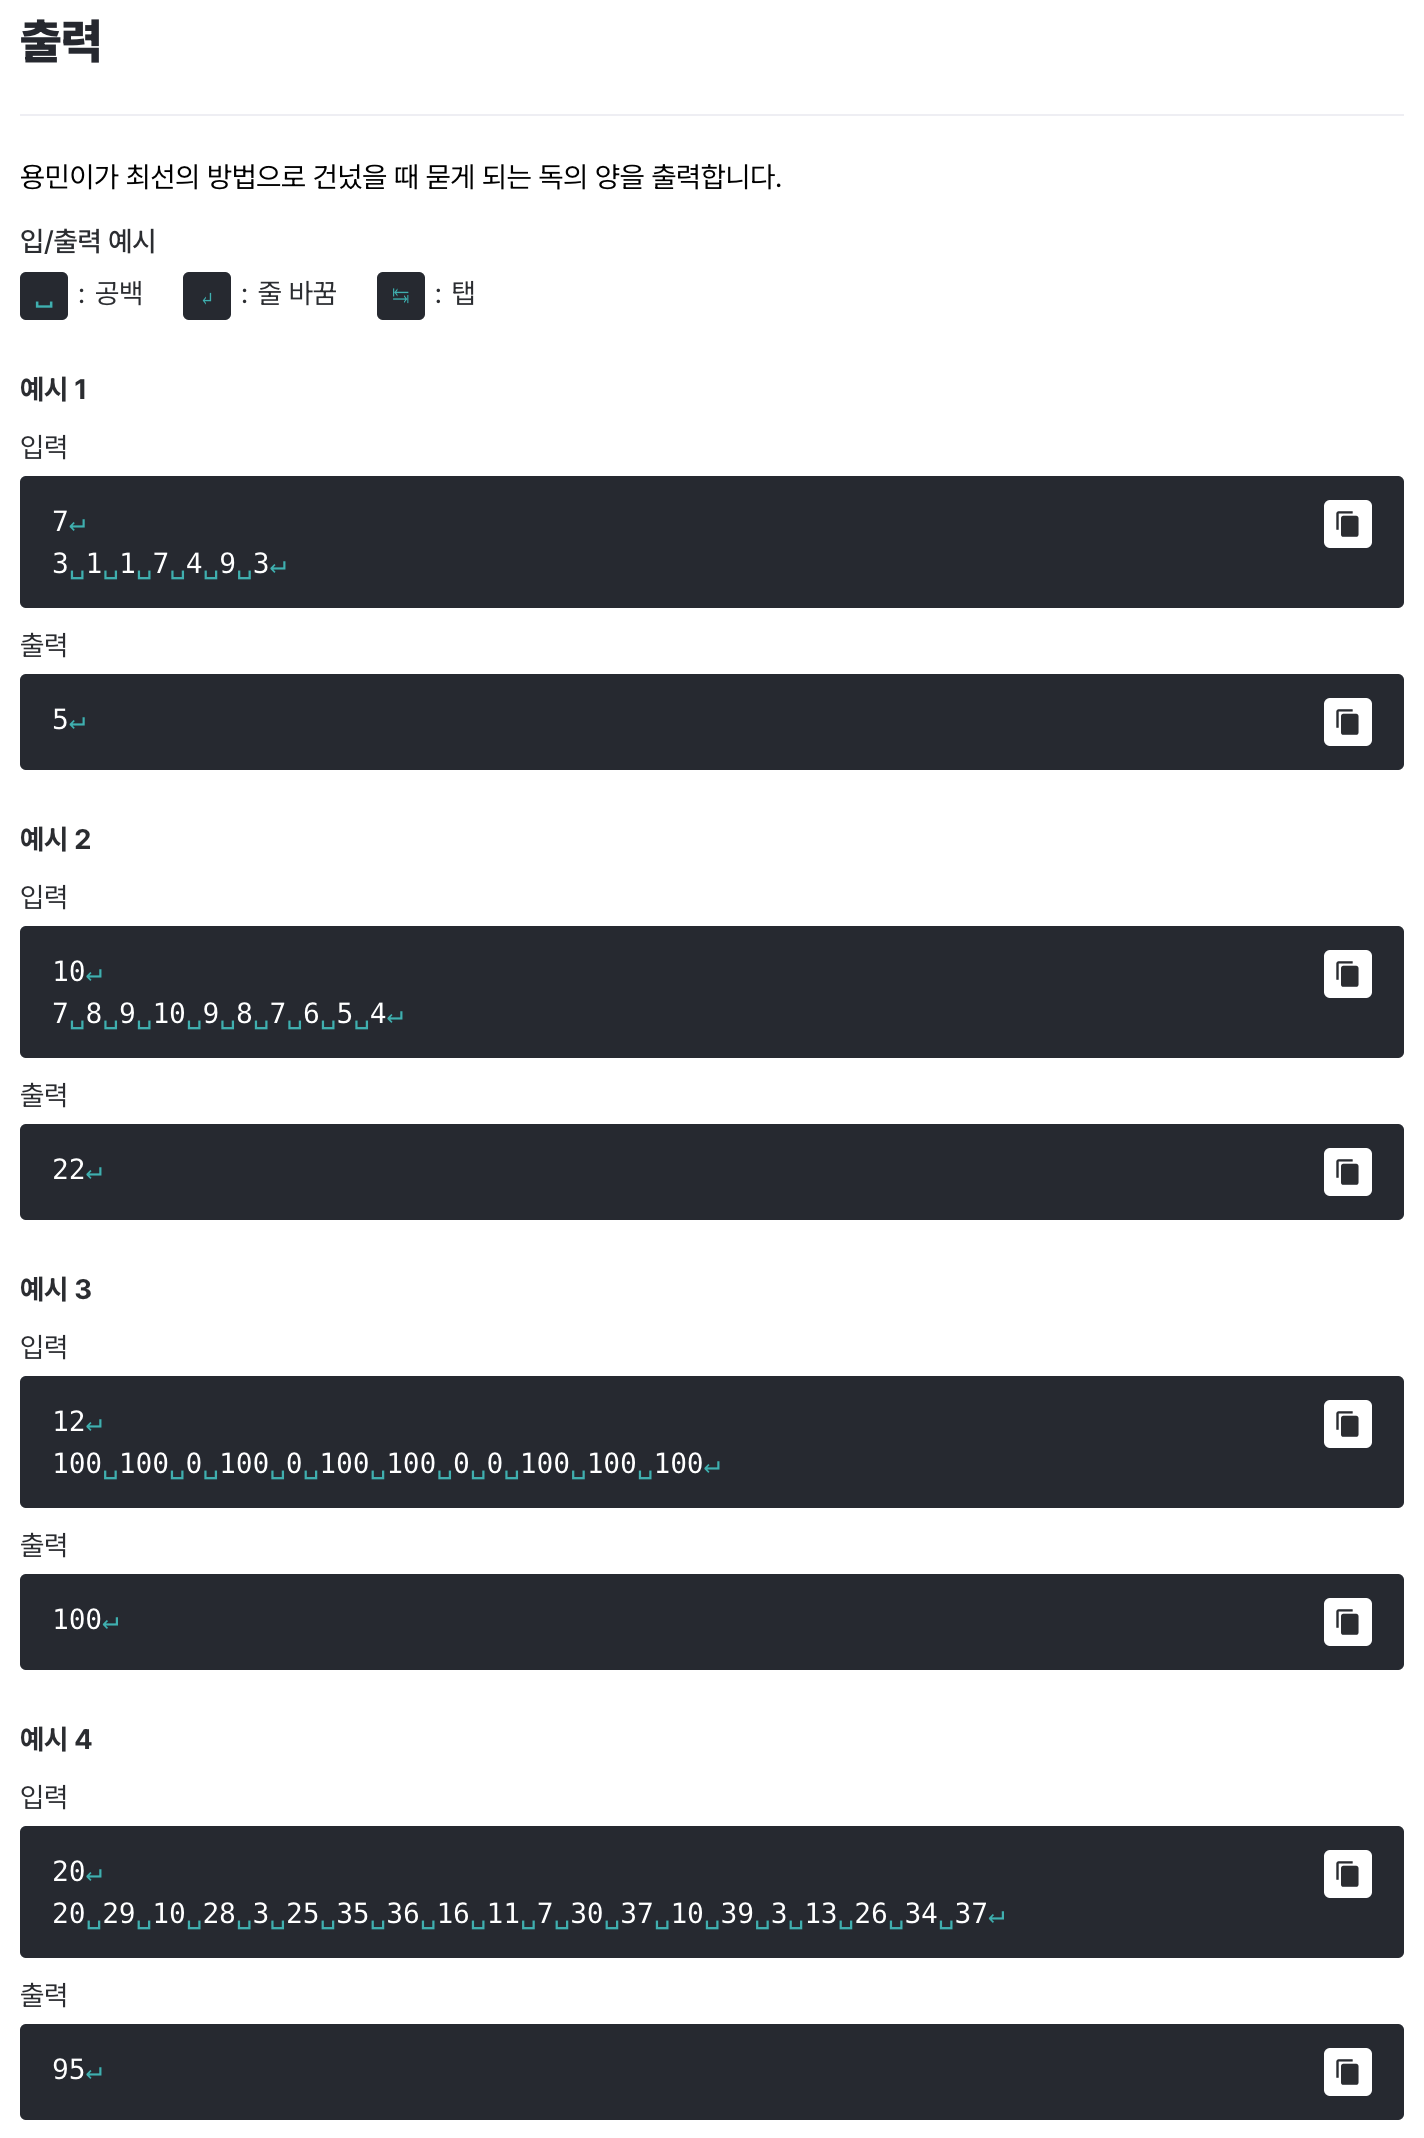 출력
용민이가 최선의 방법으로 건넜을 때 묻게 되는 독의 양을 출력합니다.
입/출력 예시
␣ : 공백 ↵ : 줄 바꿈 ↹ : 탭
예시 1
입력
7↵
3␣1␣1␣7␣4␣9␣3↵
출력
5↵
예시 2
입력
10↵
7␣8␣9␣10␣9␣8␣7␣6␣5␣4↵
출력
22↵
예시 3
입력
12↵
100␣100␣0␣100␣0␣100␣100␣0␣0␣100␣100␣100↵
출력
100↵
예시 4
입력
20↵
20␣29␣10␣28␣3␣25␣35␣36␣16␣11␣7␣30␣37␣10␣39␣3␣13␣26␣34␣37↵
출력
95↵